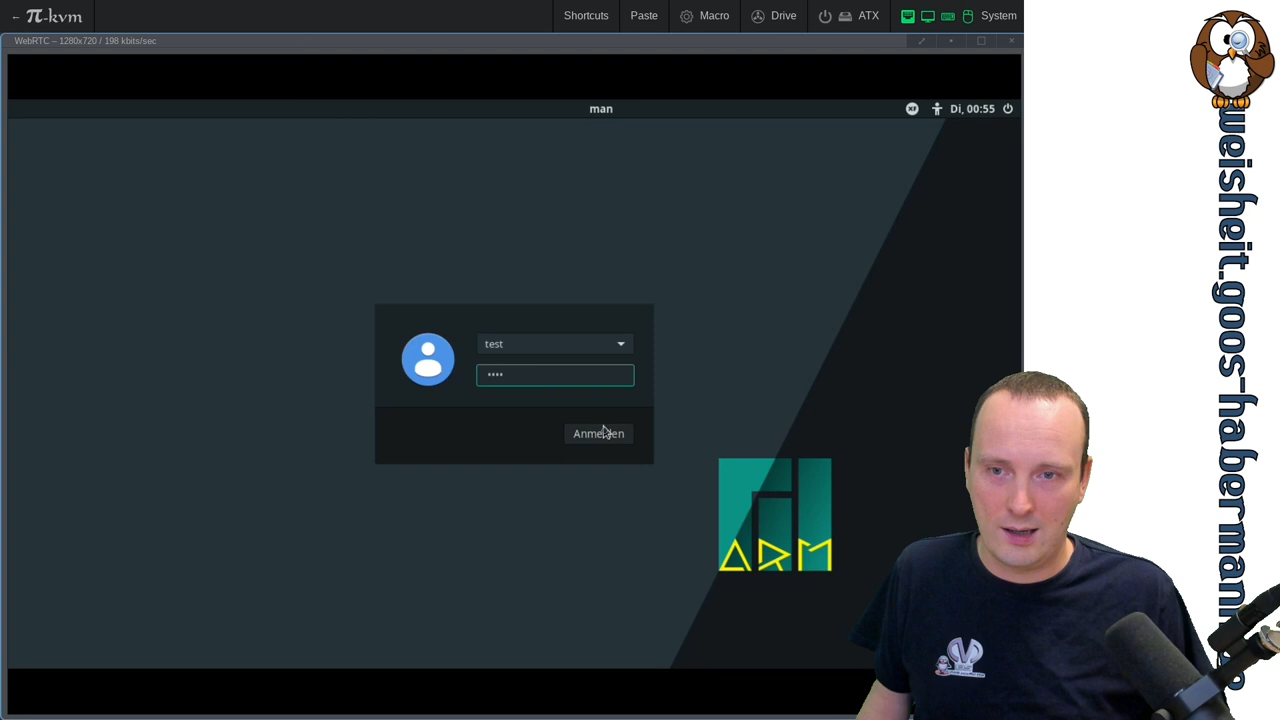 ← π-kvm
Shortcuts Paste Macro Drive ATX System
WebRTC – 1280x720 / 198 kbits/sec
man
XF Di, 00:55
test
••••
Anmelden
ARM
weisheit.goos-habermann